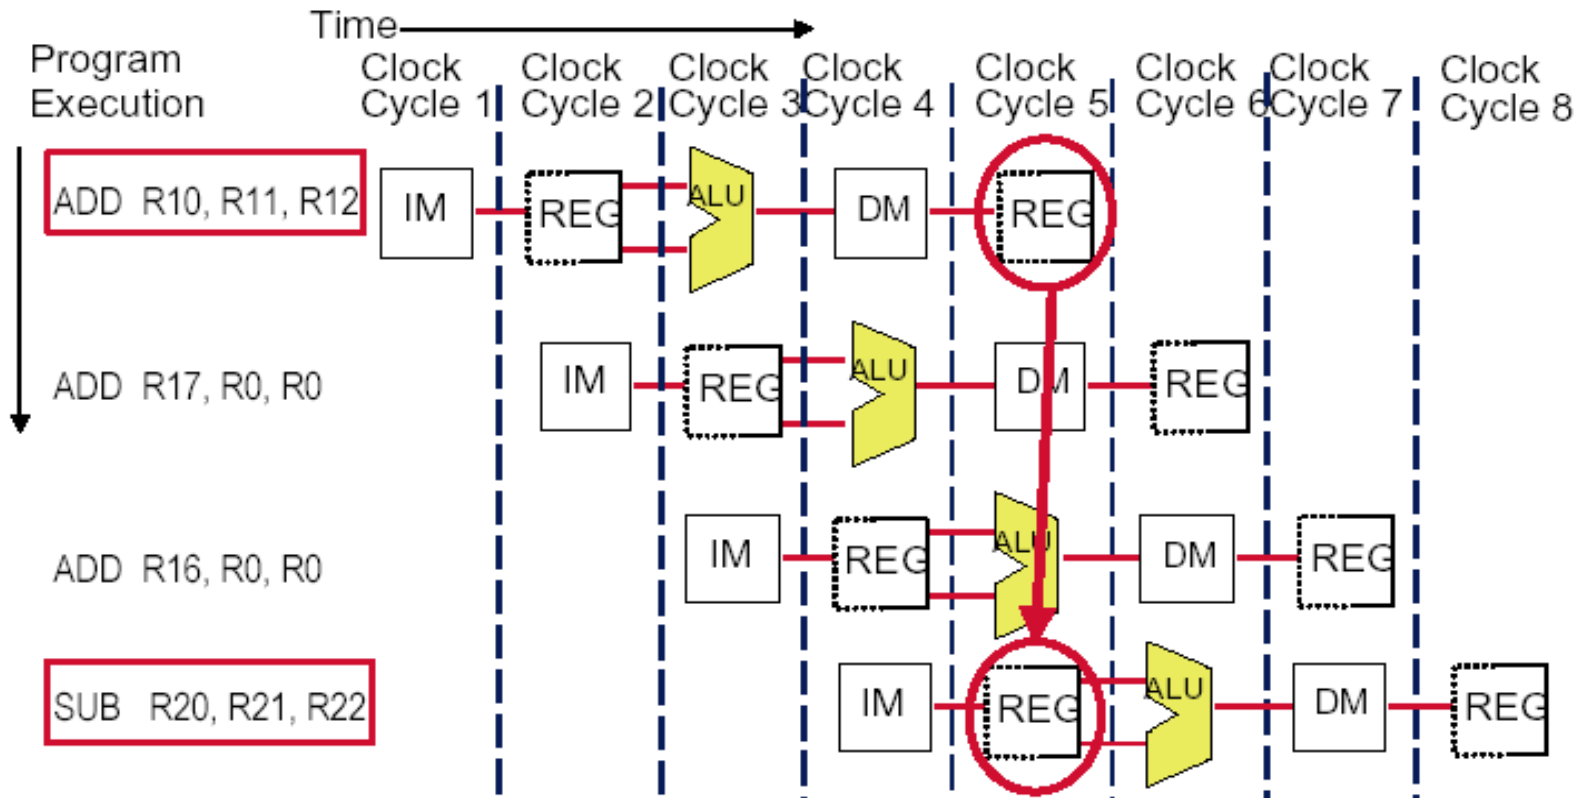 Time
Program
Execution
Clock Cycle 1
Clock Cycle 2
Clock Cycle 3
Clock Cycle 4
Clock Cycle 5
Clock Cycle 6
Clock Cycle 7
Clock Cycle 8
ADD R10, R11, R12 IM REG ALU DM REG
ADD R17, R0, R0 IM REG ALU DM REG
ADD R16, R0, R0 IM REG ALU DM REG
SUB R20, R21, R22 IM REG ALU DM REG